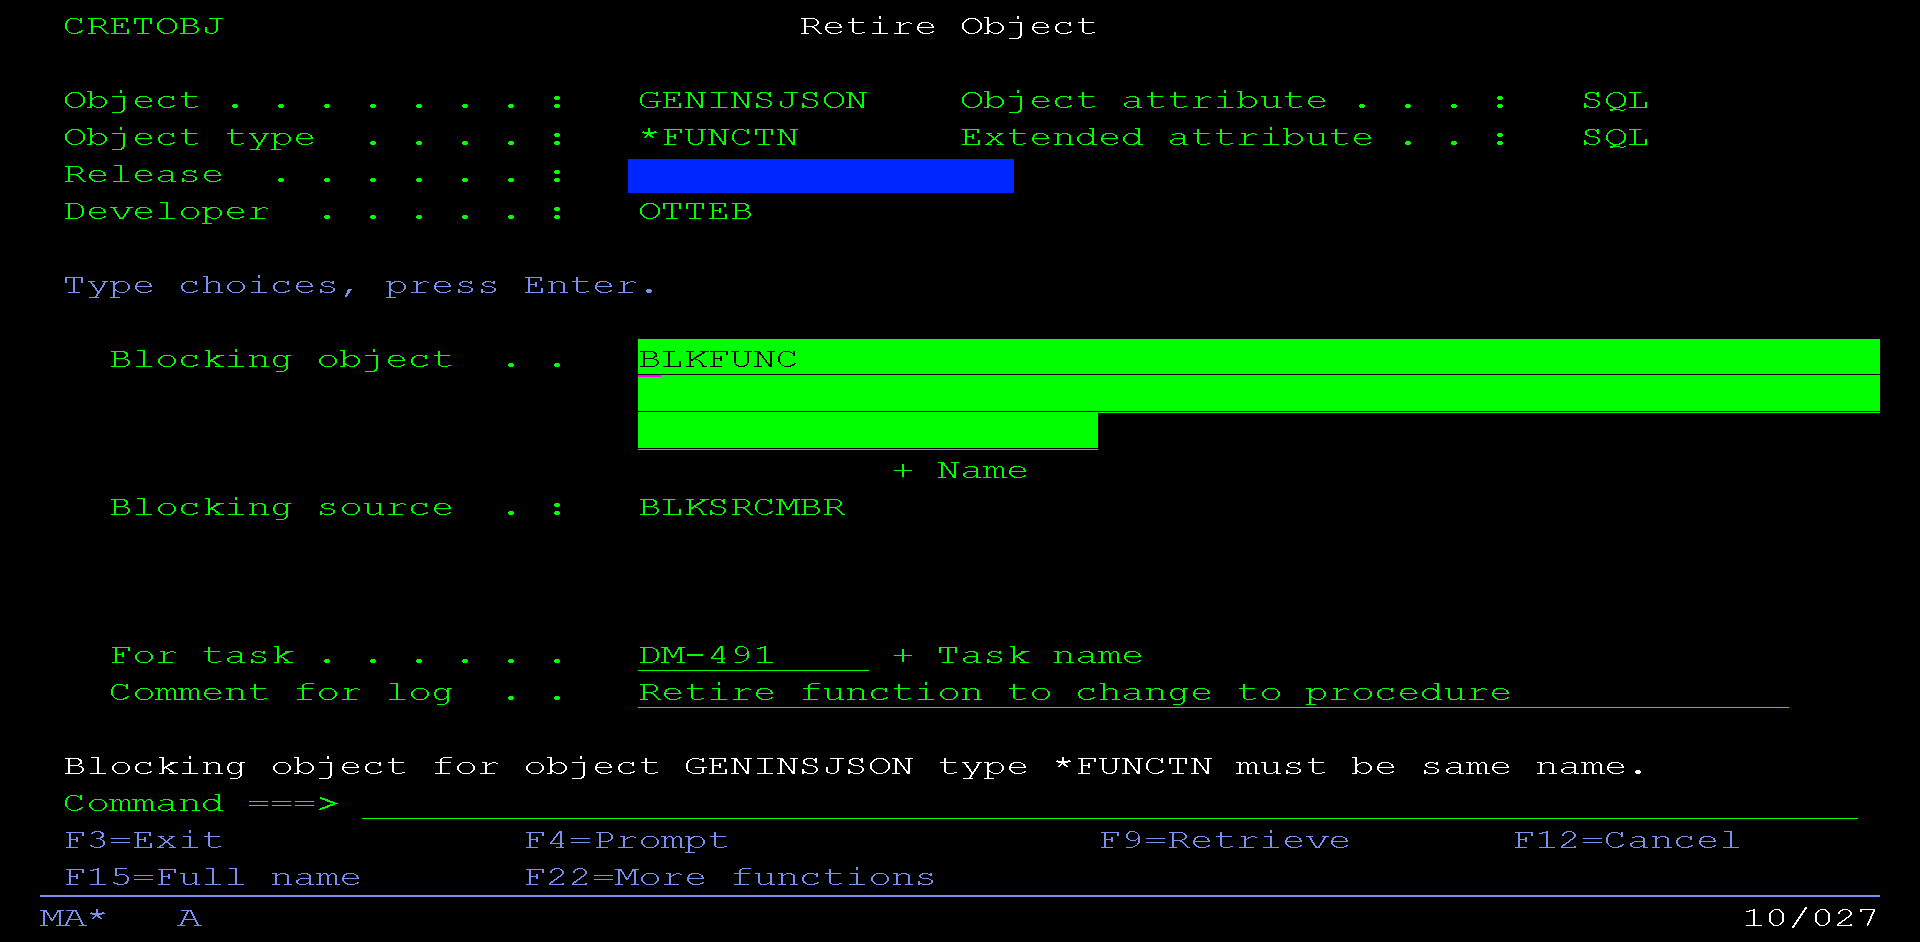 CRETOBJ Retire Object
Object . . . . . . . : GENINSJSON Object attribute . . . : SQL
Object type . . . . : *FUNCTN Extended attribute . . : SQL
Release . . . . . . :
Developer . . . . . : OTTEB
Type choices, press Enter.
Blocking object . . BLKFUNC
+ Name
Blocking source . : BLKSRCMBR
For task . . . . . . DM-491 + Task name
Comment for log . . Retire function to change to procedure
Blocking object for object GENINSJSON type *FUNCTN must be same name.
Command ===>
F3=Exit F4=Prompt F9=Retrieve F12=Cancel
F15=Full name F22=More functions
MA* A 10/027